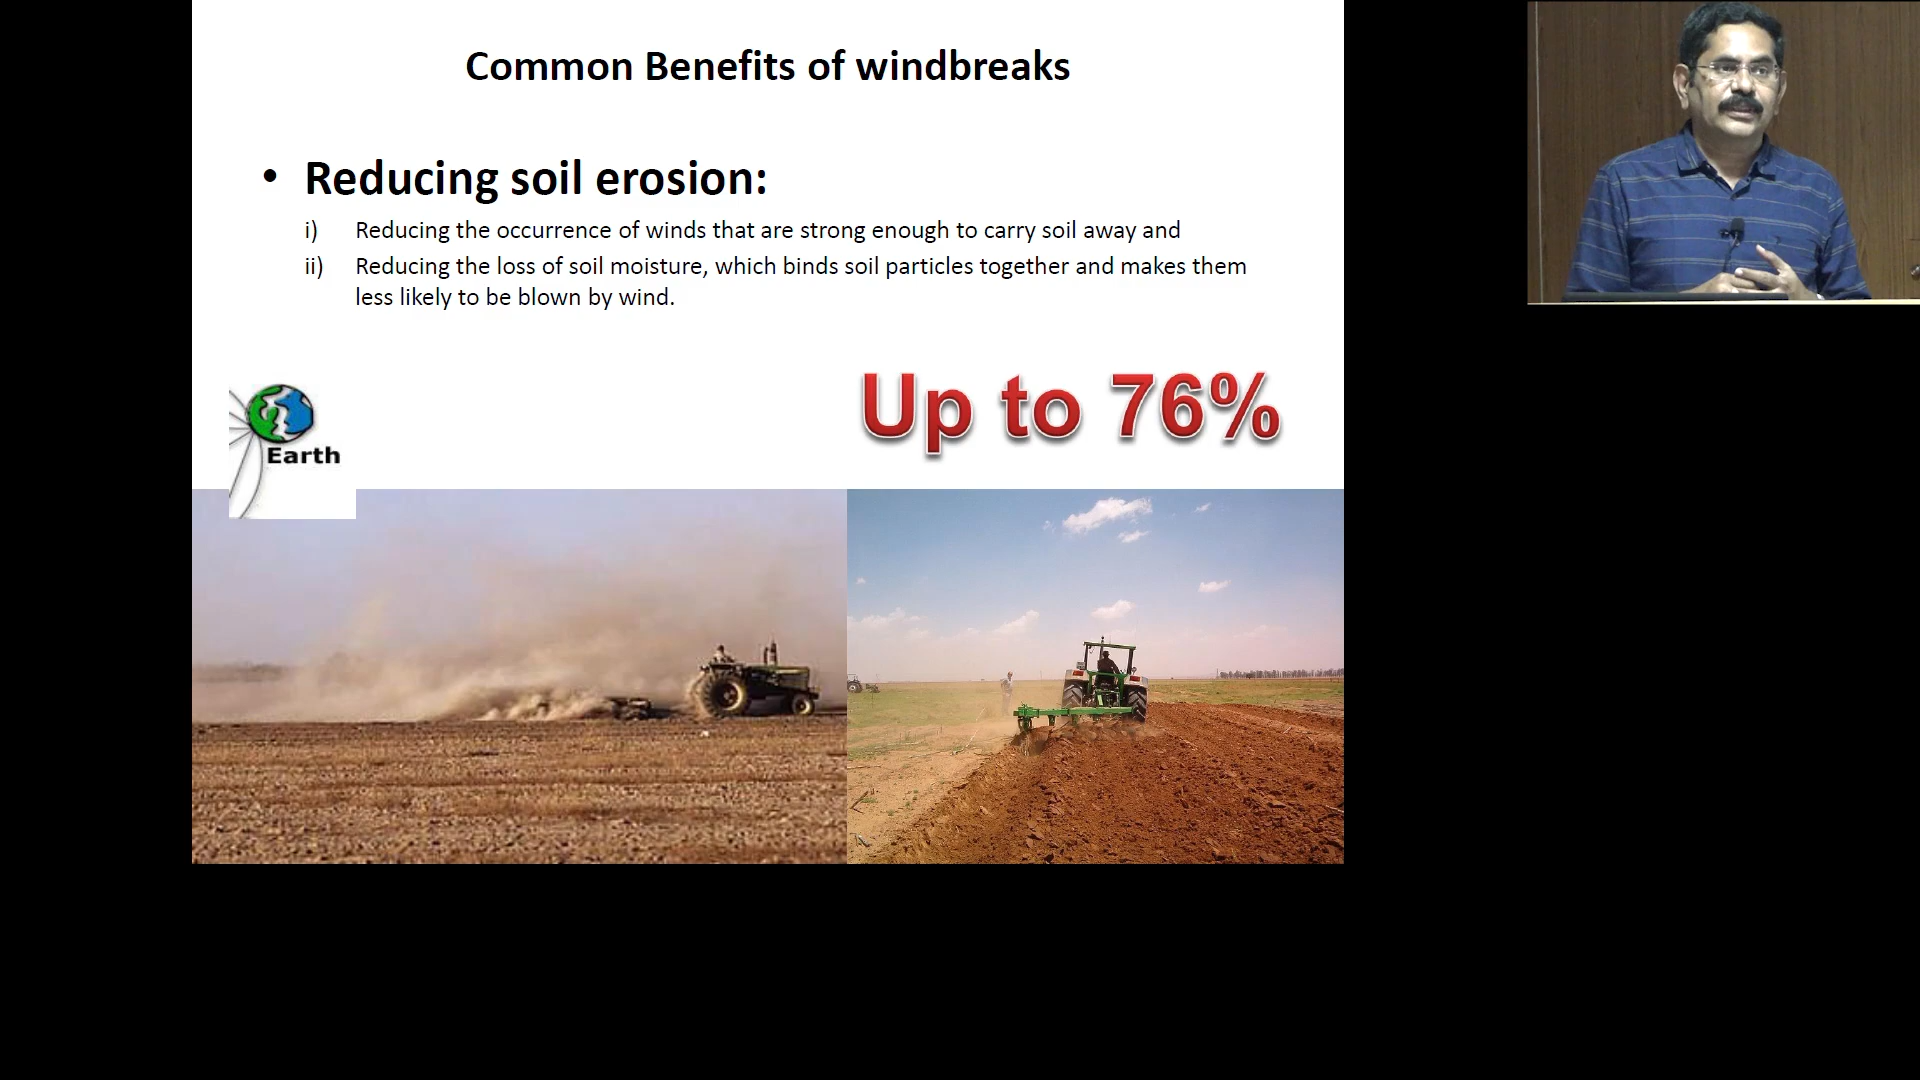 Common Benefits of windbreaks
• Reducing soil erosion:
i) Reducing the occurrence of winds that are strong enough to carry soil away and
ii) Reducing the loss of soil moisture, which binds soil particles together and makes them
less likely to be blown by wind.
Up to 76%
Earth